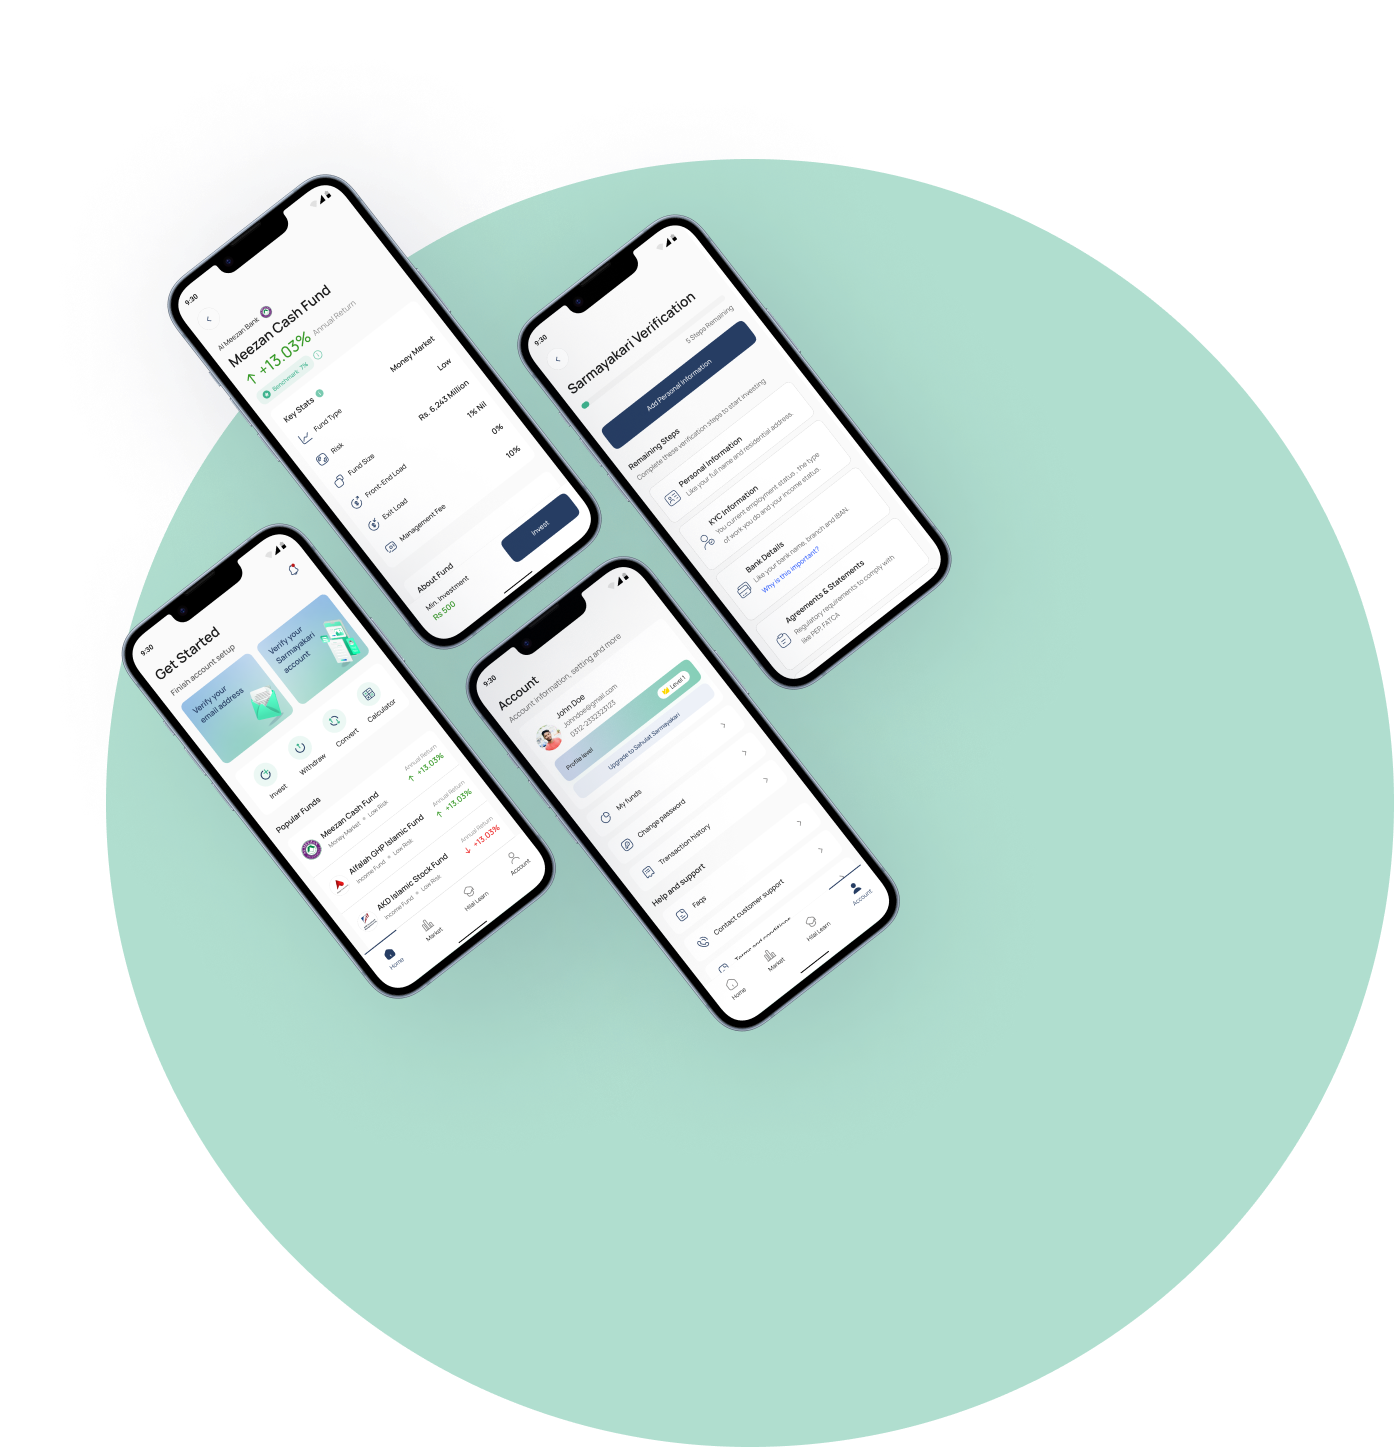 9:30
Al Meezan Bank
Meezan Cash Fund
+13.03% Annual Return
Benchmark 7%
Key Stats
Fund Type Money Market
Risk Low
Fund Size Rs. 6,243 Million
Front-End Load 1% Nil
Exit Load 0%
Management Fee 10%
About Fund
Min. Investment
Rs 500
Invest
9:30
Sarmayakari Verification
5 Steps Remaining
Add Personal Information
Remaining Steps
Complete these verification steps to start investing
Personal information
Like your full name and residential address.
KYC Information
You current employment status , the type
of work you do and your income status.
Bank Details
Like your bank name, branch and IBAN.
Why is this important?
Agreements & Statements
Regulatory requirements to comply with
like PEP, FATCA
9:30
Get Started
Finish account setup
Verify your
email address
Verify your
Sarmayakari
account
Invest
Withdraw
Convert
Calculator
Popular Funds
Meezan Cash Fund
Money Market Low Risk
Annual Return
+13.03%
Alfalah GHP Islamic Fund
Income Fund Low Risk
Annual Return
+13.03%
AKD Islamic Stock Fund
Income Fund Low Risk
Annual Return
+13.03%
Home
Market
Hilal Learn
Account
9:30
Account
Account information, setting and more
John Doe
Johndoe@gmail.com
0312-2332323123
Profile level
Level 1
Upgrade to Sahulat Sarmayakari
My funds
Change password
Transaction history
Help and support
Faqs
Contact customer support
Terms and conditions
Home
Market
Hilal Learn
Account